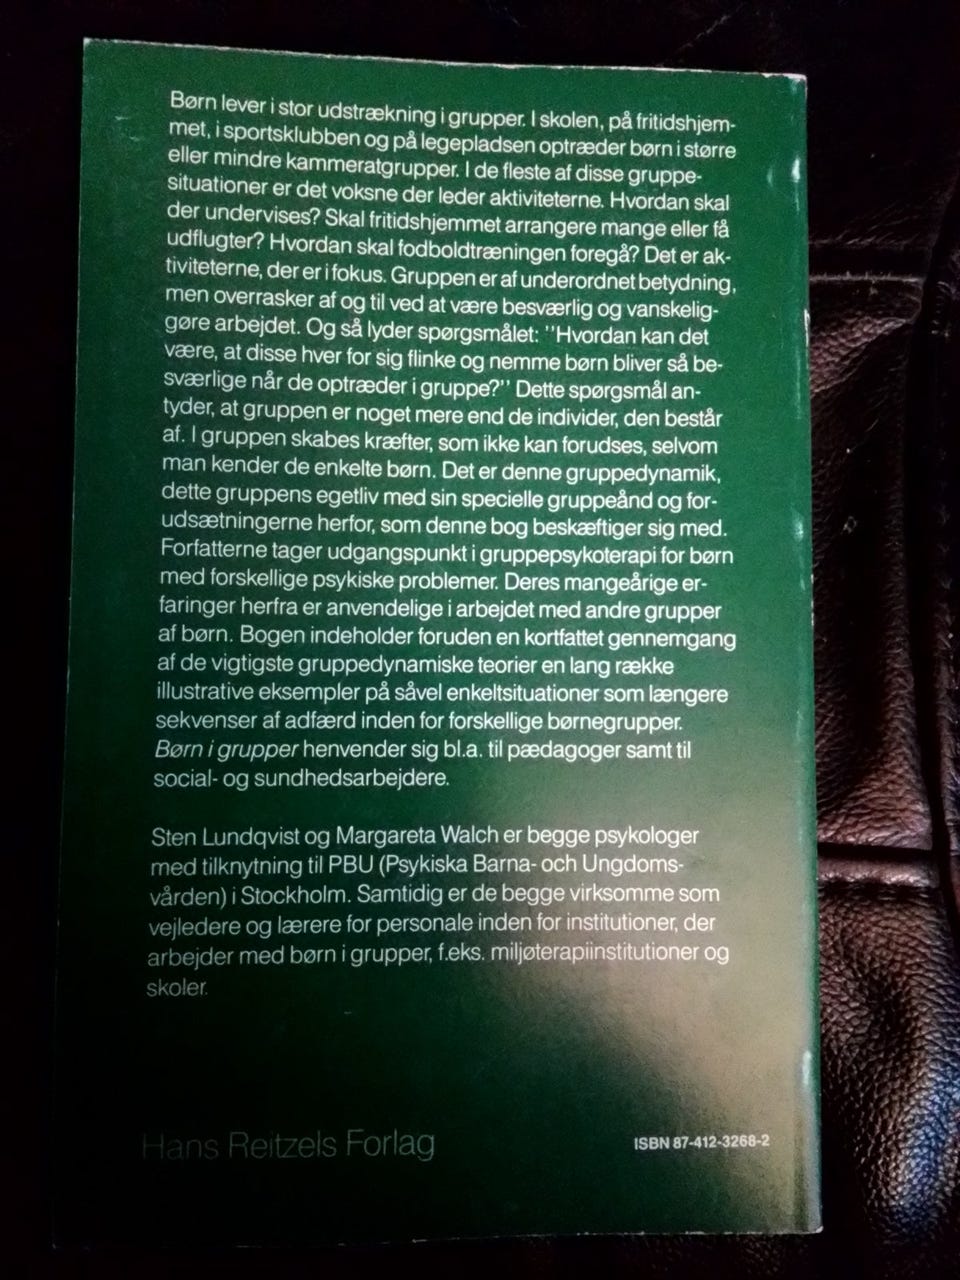 Børn lever i stor udstrækning i grupper. I skolen, på fritidshjem-
met, i sportsklubben og på legepladsen optræder børn i større
eller mindre kammeratgrupper. I de fleste af disse gruppe-
situationer er det voksne der leder aktiviteterne. Hvordan skal
der undervises? Skal fritidshjemmet arrangere mange eller få
udflugter? Hvordan skal fodboldtræningen foregå? Det er ak-
tiviteterne, der er i fokus. Gruppen er af underordnet betydning,
men overrasker af og til ved at være besværlig og vanskelig-
gøre arbejdet. Og så lyder spørgsmålet: "Hvordan kan det
være, at disse hver for sig flinke og nemme børn bliver så be-
sværlige når de optræder i gruppe?" Dette spørgsmål an-
tyder, at gruppen er noget mere end de individer, den består
af. I gruppen skabes kræfter, som ikke kan forudses, selvom
man kender de enkelte børn. Det er denne gruppedynamik,
dette gruppens egetliv med sin specielle gruppeånd og for-
udsætningerne herfor, som denne bog beskæftiger sig med.
Forfatterne tager udgangspunkt i gruppepsykoterapi for børn
med forskellige psykiske problemer. Deres mangeårige er-
faringer herfra er anvendelige i arbejdet med andre grupper
af børn. Bogen indeholder foruden en kortfattet gennemgang
af de vigtigste gruppedynamiske teorier en lang række
illustrative eksempler på såvel enkeltsituationer som længere
sekvenser af adfærd inden for forskellige børnegrupper.
Børn i grupper henvender sig bl.a. til pædagoger samt til
social- og sundhedsarbejdere.
Sten Lundqvist og Margareta Walch er begge psykologer
med tilknytning til PBU (Psykiska Barna- och Ungdoms-
vården) i Stockholm. Samtidig er de begge virksomme som
vejledere og lærere for personale inden for institutioner, der
arbejder med børn i grupper, f.eks. miljøterapiinstitutioner og
skoler.
Hans Reitzels Forlag
ISBN 87-412-3268-2